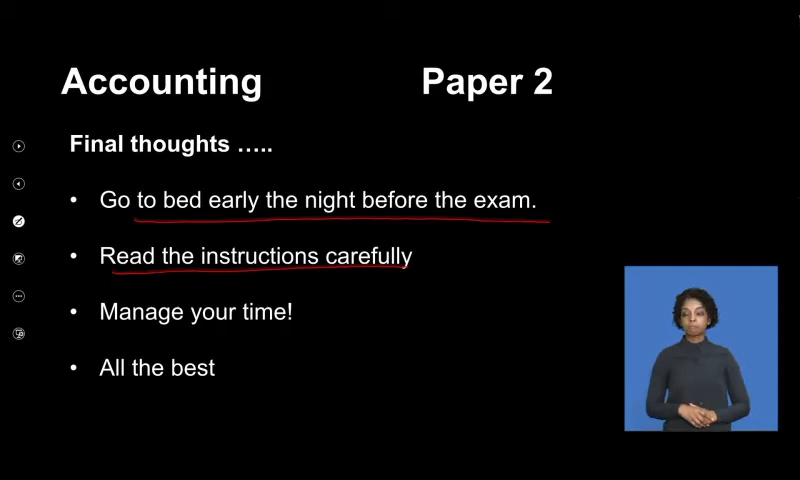 Accounting Paper 2
Final thoughts .....
• Go to bed early the night before the exam.
• Read the instructions carefully
• Manage your time!
• All the best